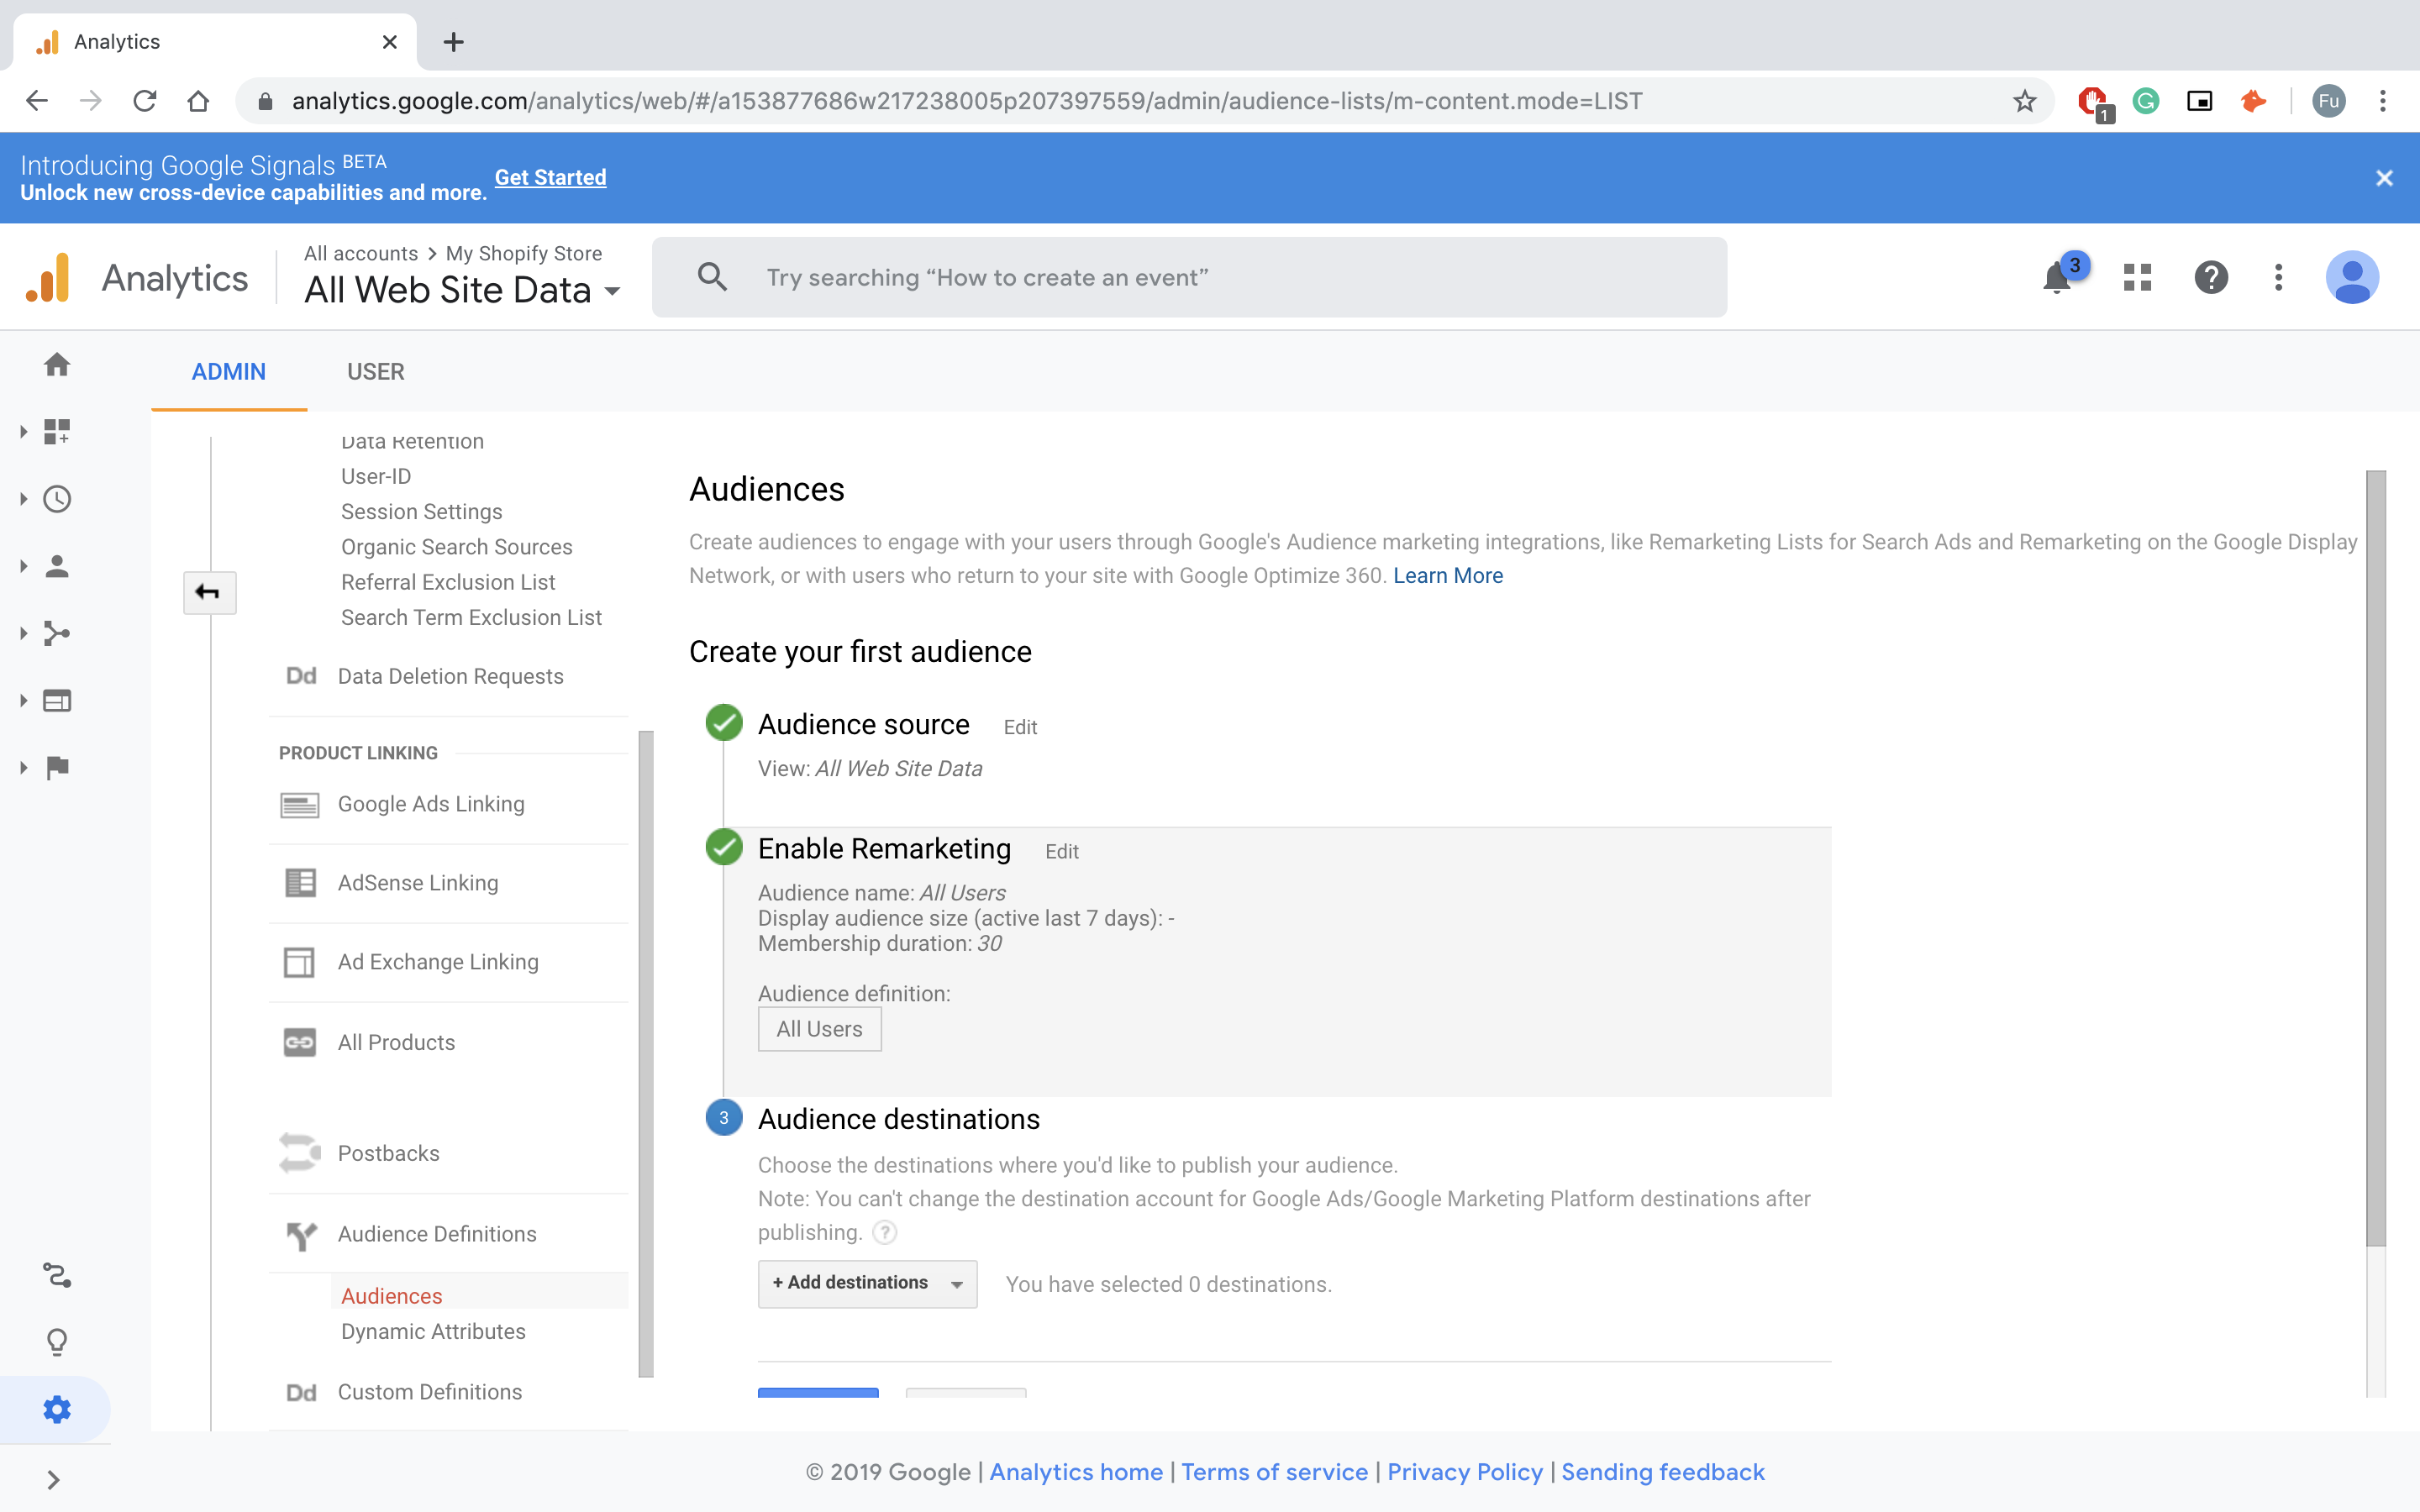 Analytics
analytics.google.com/analytics/web/#/a153877686w217238005p207397559/admin/audience-lists/m-content.mode=LIST
1
Fu
Introducing Google Signals BETA
Unlock new cross-device capabilities and more.
Get Started
Analytics
All accounts > My Shopify Store
All Web Site Data
Try searching “How to create an event”
3
ADMIN
USER
Data Retention
User-ID
Session Settings
Organic Search Sources
Referral Exclusion List
Search Term Exclusion List
Dd Data Deletion Requests
PRODUCT LINKING
Google Ads Linking
AdSense Linking
Ad Exchange Linking
All Products
Postbacks
Audience Definitions
Audiences
Dynamic Attributes
Dd Custom Definitions
Audiences
Create audiences to engage with your users through Google's Audience marketing integrations, like Remarketing Lists for Search Ads and Remarketing on the Google Display
Network, or with users who return to your site with Google Optimize 360. Learn More
Create your first audience
Audience source Edit
View: All Web Site Data
Enable Remarketing Edit
Audience name: All Users
Display audience size (active last 7 days): -
Membership duration: 30
Audience definition:
All Users
3 Audience destinations
Choose the destinations where you'd like to publish your audience.
Note: You can't change the destination account for Google Ads/Google Marketing Platform destinations after
publishing. ?
+ Add destinations
You have selected 0 destinations.
© 2019 Google | Analytics home | Terms of service | Privacy Policy | Sending feedback